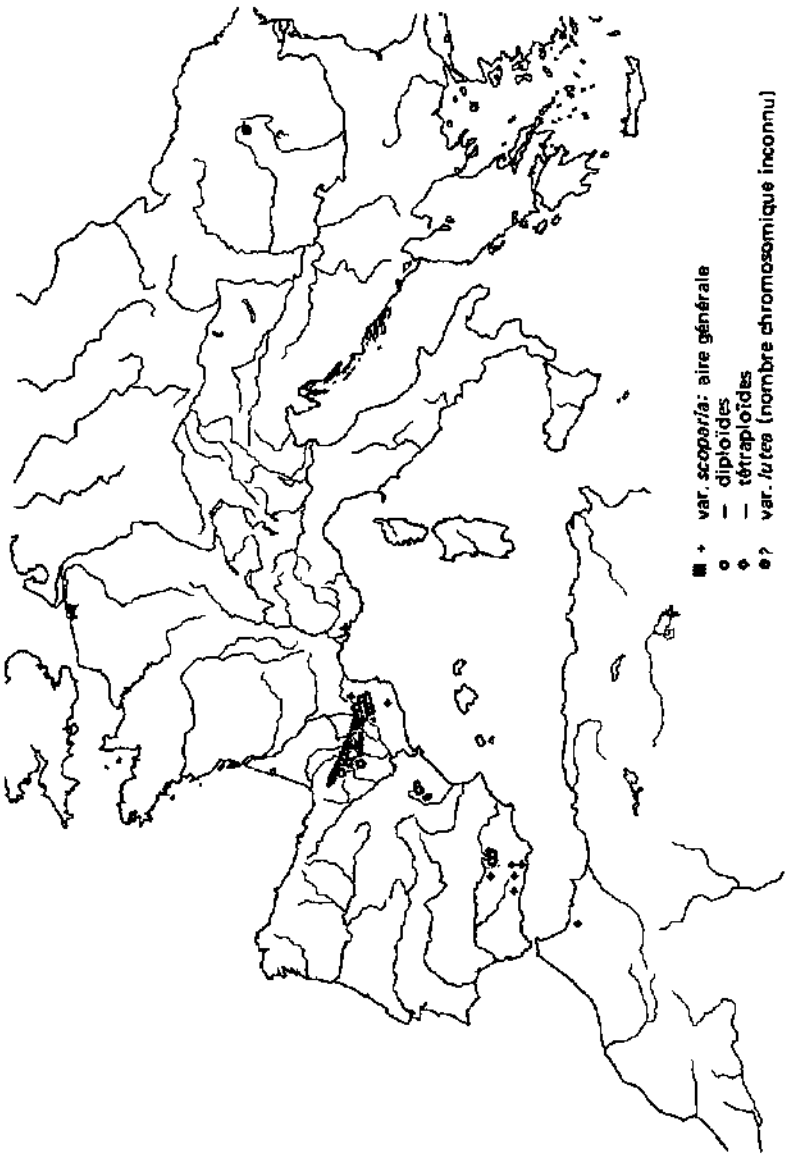 ■ + var. scoparia: aire générale
o — diploïdes
◇ — tétraploïdes
●? var. lutea (nombre chromosomique inconnu)